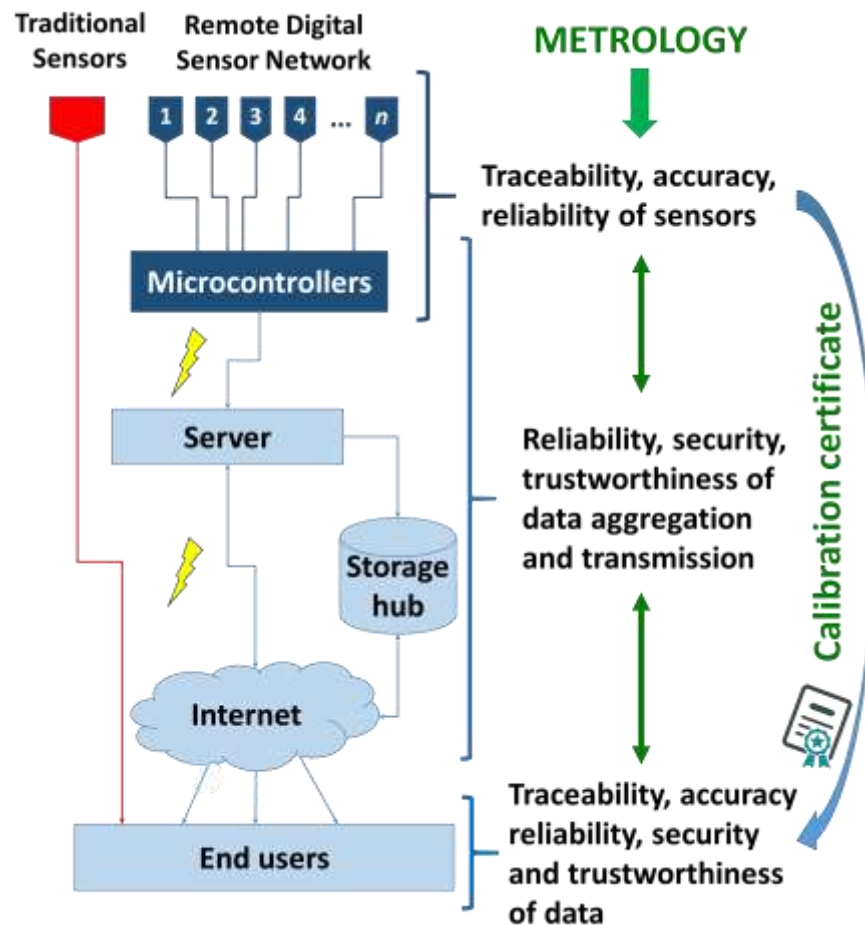 Traditional
Sensors
Remote Digital
Sensor Network
1
2
3
4
...
n
Microcontrollers
Server
Storage
hub
Internet
End users
METROLOGY
Traceability, accuracy,
reliability of sensors
Reliability, security,
trustworthiness of
data aggregation
and transmission
Traceability, accuracy
reliability, security
and trustworthiness
of data
Calibration certificate